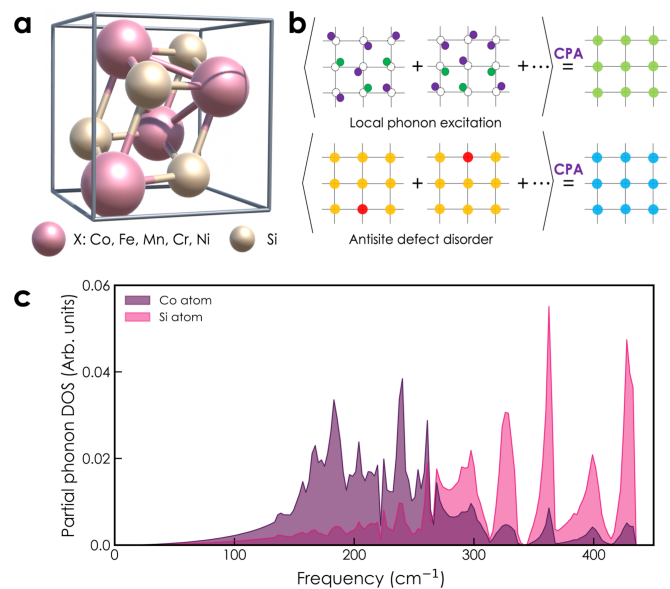 a
X: Co, Fe, Mn, Cr, Ni
Si
b
+
+
...
CPA
=
Local phonon excitation
+
+
...
CPA
=
Antisite defect disorder
c
Co atom
Si atom
Partial phonon DOS (Arb. units)
0.06
0.04
0.02
0.0
0
100
200
300
400
Frequency (cm⁻¹)